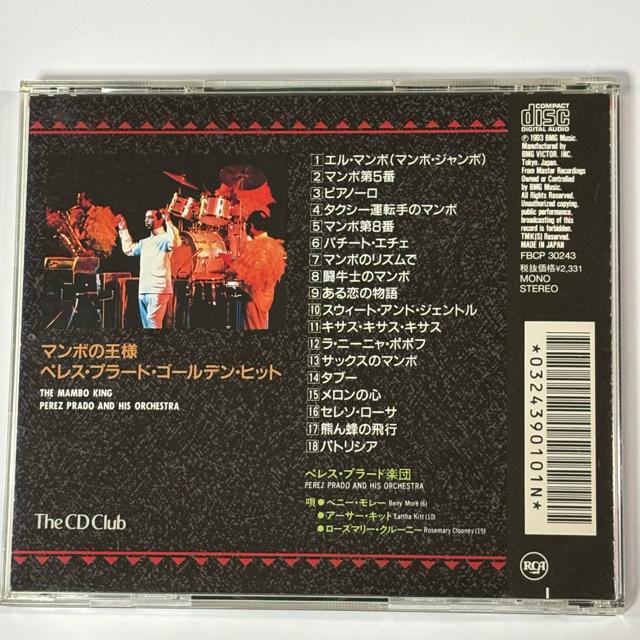 1 エル・マンボ(マンボ・ジャンボ)
2 マンボ第5番
3 ピアノーロ
4 タクシー運転手のマンボ
5 マンボ第8番
6 パチート・エチェ
7 マンボのリズムで
8 闘牛士のマンボ
9 ある恋の物語
10 スウィート・アンド・ジェントル
11 キサス・キサス・キサス
12 ラ・ニーニャ・ポポフ
13 サックスのマンボ
14 タブー
15 メロンの心
16 セレソ・ローサ
17 熊ん蜂の飛行
18 パトリシア
マンボの王様
ペレス・プラード・ゴールデン・ヒット
THE MAMBO KING
PEREZ PRADO AND HIS ORCHESTRA
ペレス・プラード楽団
PEREZ PRADO AND HIS ORCHESTRA
唄●ベニー・モレー Beny Moré(6)
●アーサー・キット Eartha Kitt(10)
●ローズマリー・クルーニー Rosemary Clooney(15)
The CD Club
COMPACT
disc
DIGITAL AUDIO
℗ 1993 BMG Music.
Manufactured by
BMG VICTOR, INC.
Tokyo. Japan.
From Master Recordings
Owned or Controlled
by BMG Music.
All Rights Reserved.
Unauthorized copying,
public performance,
broadcasting of this
record is forbidden.
TMK(S) Reserved.
MADE IN JAPAN
FBCP 30243
税抜価格¥2,331
MONO
STEREO
*0324390101N*
RCA